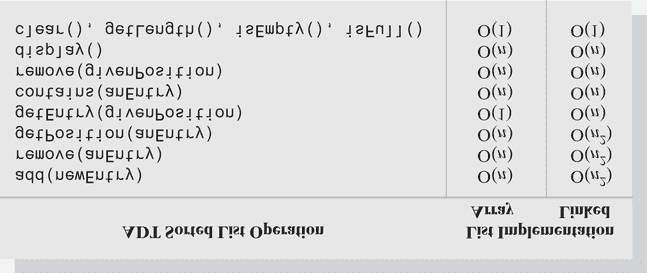 ADT Sorted List Operation List Implementation
Array Linked
add(newEntry) O(n) O(n²)
remove(anEntry) O(n) O(n²)
getPosition(anEntry) O(n) O(n²)
getEntry(givenPosition) O(1) O(n)
contains(anEntry) O(n) O(n)
remove(givenPosition) O(n) O(n)
display() O(n) O(n)
clear(), getLength(), isEmpty(), isFull() O(1) O(1)